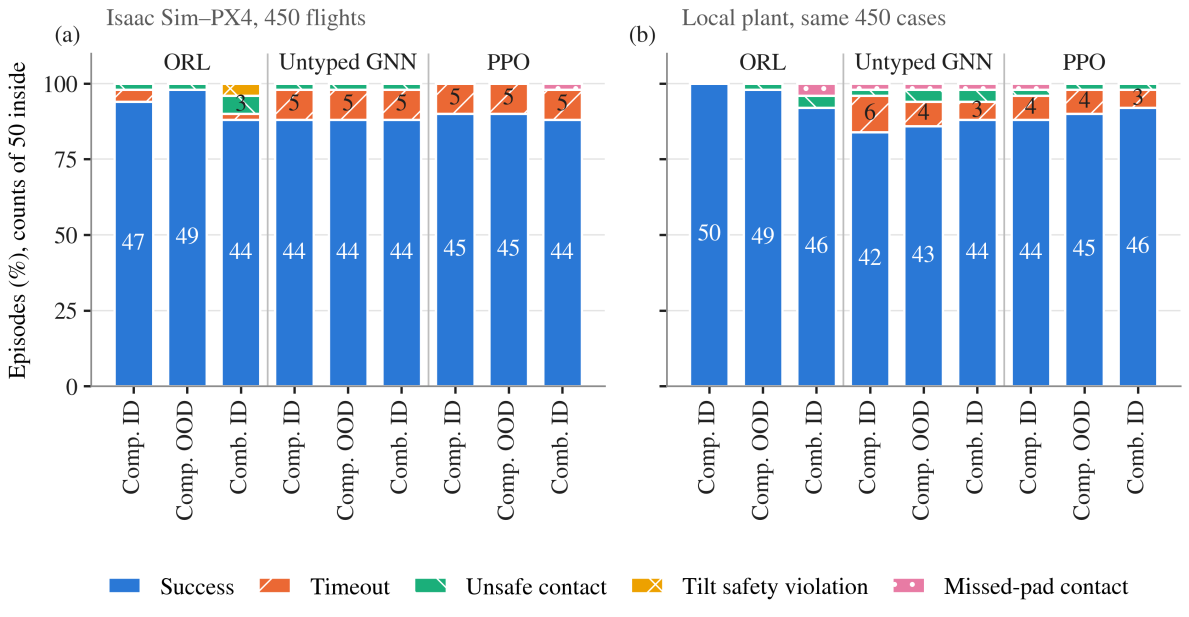 Isaac Sim–PX4, 450 flights
Local plant, same 450 cases
(a)
(b)
ORL Untyped GNN PPO
ORL Untyped GNN PPO
Episodes (%), counts of 50 inside
100
75
50
25
0
3 5 5 5 5 5 5
47 49 44 44 44 44 45 45 44
6 4 3 4 4 3
50 49 46 42 43 44 44 45 46
Comp. ID
Comp. OOD
Comb. ID
Comp. ID
Comp. OOD
Comb. ID
Comp. ID
Comp. OOD
Comb. ID
Comp. ID
Comp. OOD
Comb. ID
Comp. ID
Comp. OOD
Comb. ID
Comp. ID
Comp. OOD
Comb. ID
Success Timeout Unsafe contact Tilt safety violation Missed-pad contact